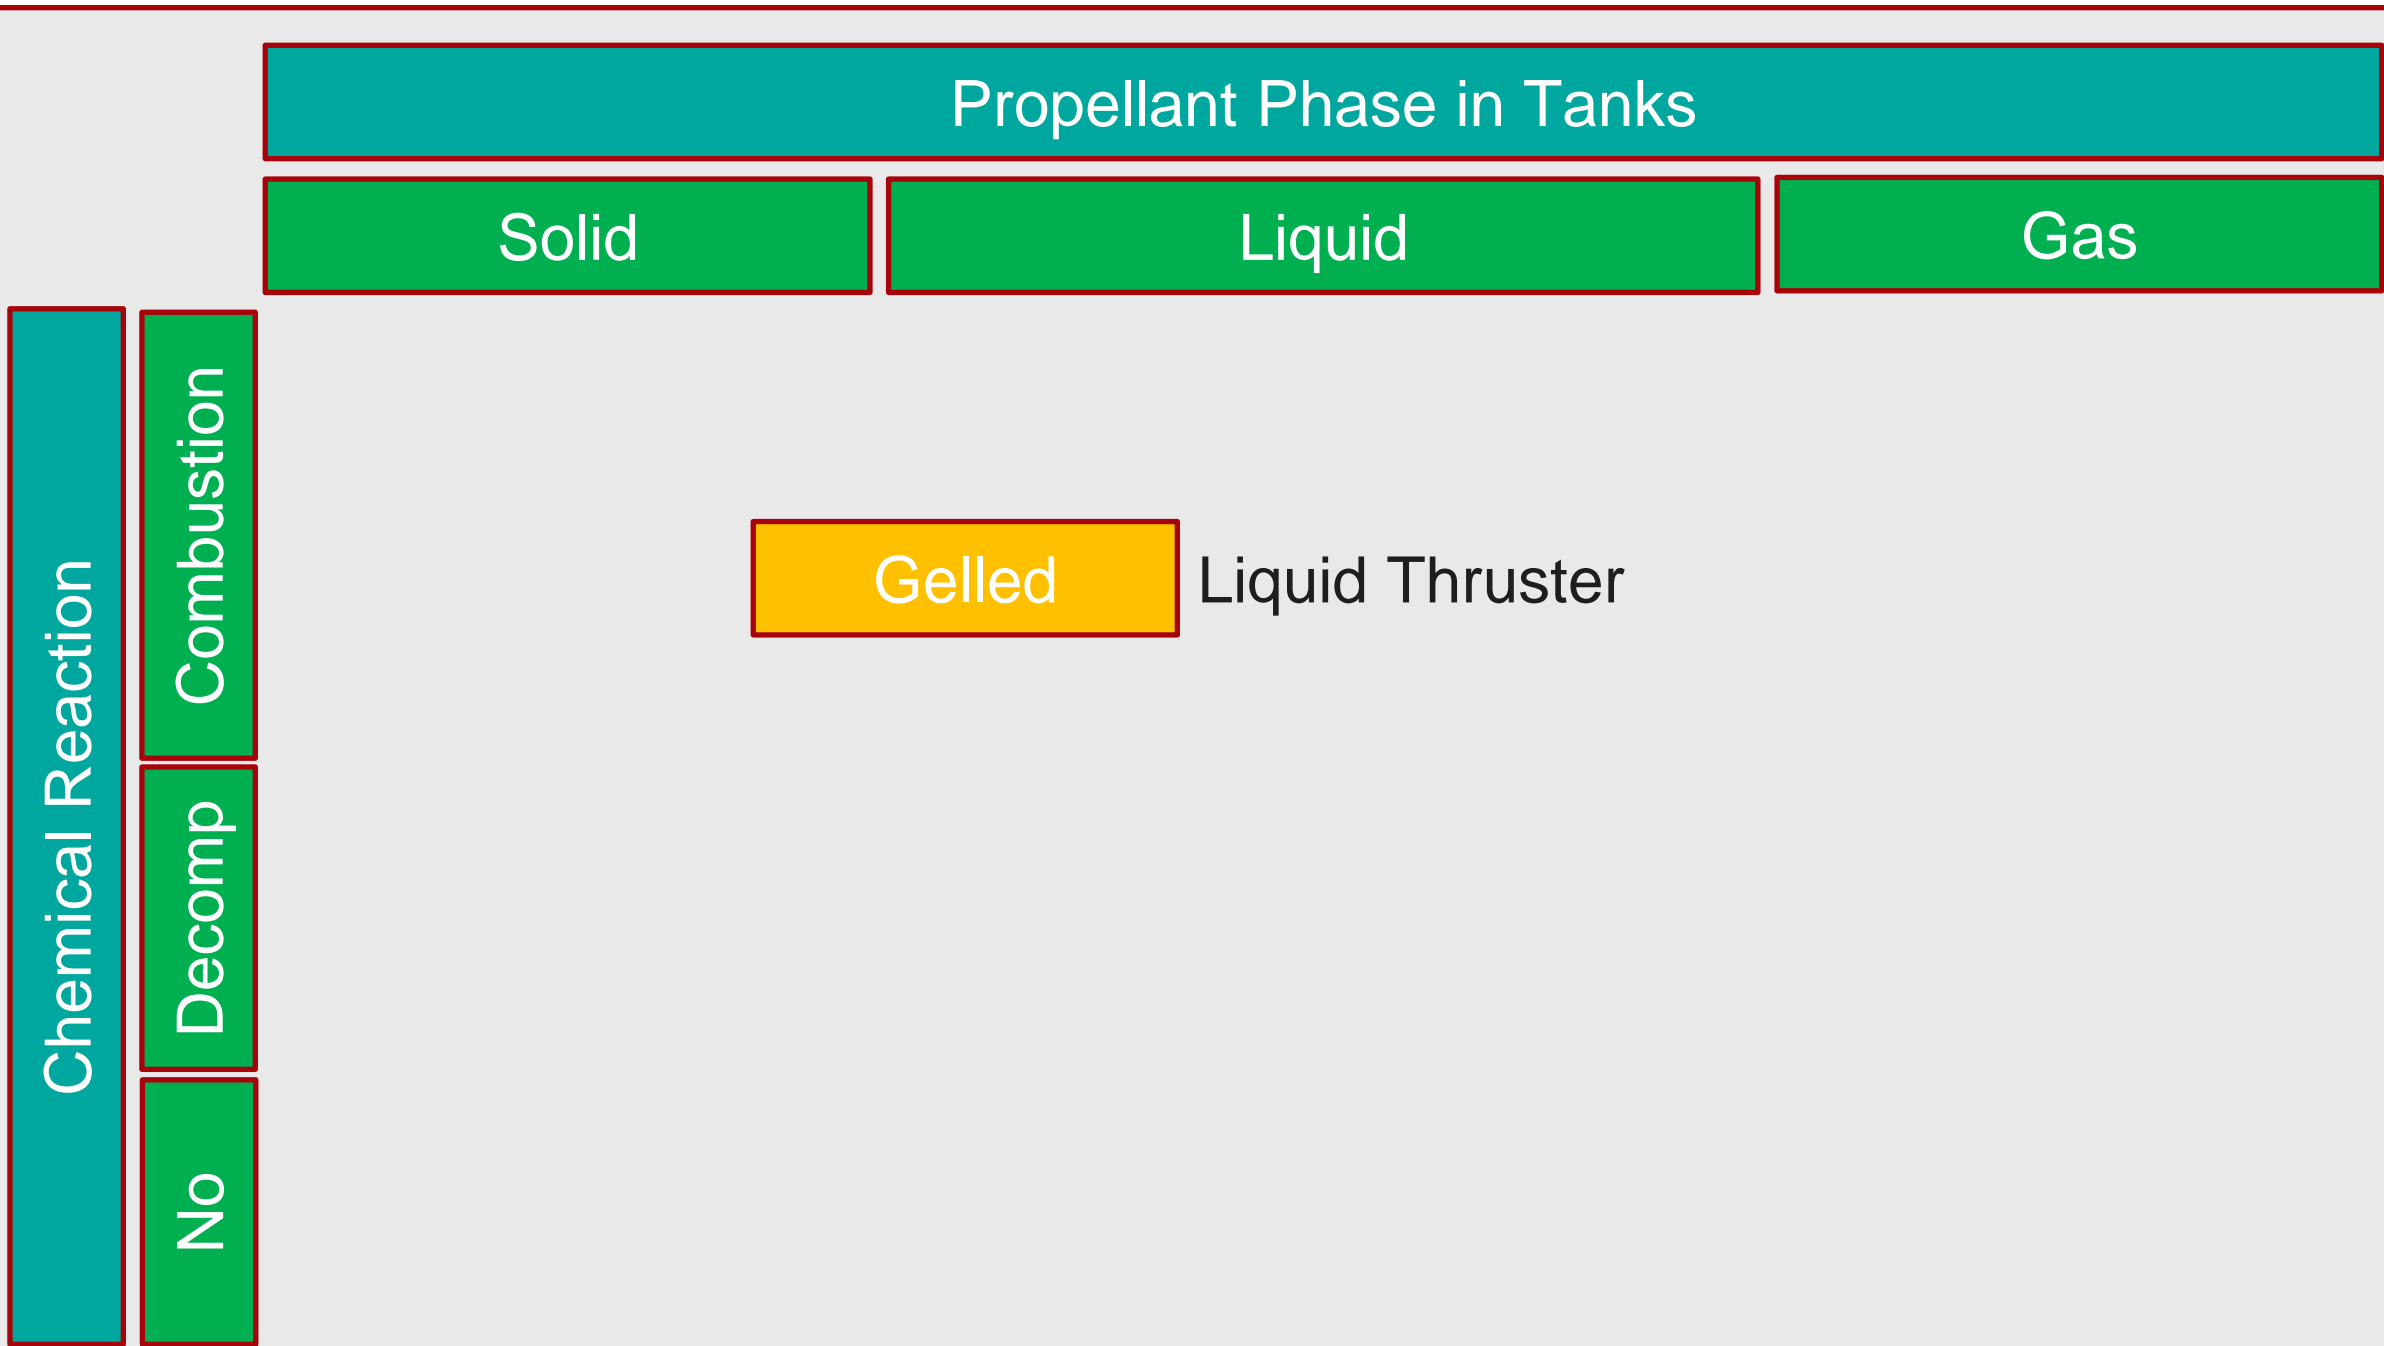 Propellant Phase in Tanks
Solid
Liquid
Gas
Chemical Reaction
Combustion
Gelled
Liquid Thruster
Decomp
No